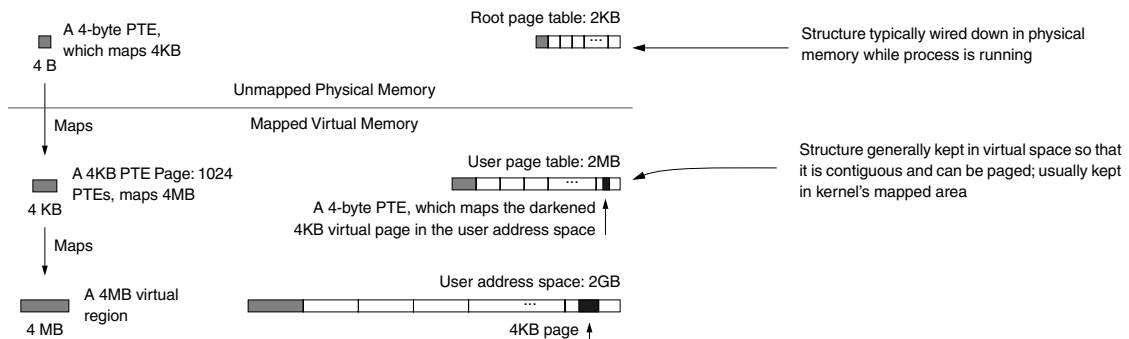 A 4-byte PTE,
which maps 4KB
4 B
Root page table: 2KB
...
Structure typically wired down in physical
memory while process is running
Unmapped Physical Memory
Mapped Virtual Memory
Maps
A 4KB PTE Page: 1024
PTEs, maps 4MB
4 KB
User page table: 2MB
...
Structure generally kept in virtual space so that
it is contiguous and can be paged; usually kept
in kernel's mapped area
A 4-byte PTE, which maps the darkened
4KB virtual page in the user address space
Maps
A 4MB virtual
region
4 MB
User address space: 2GB
...
4KB page